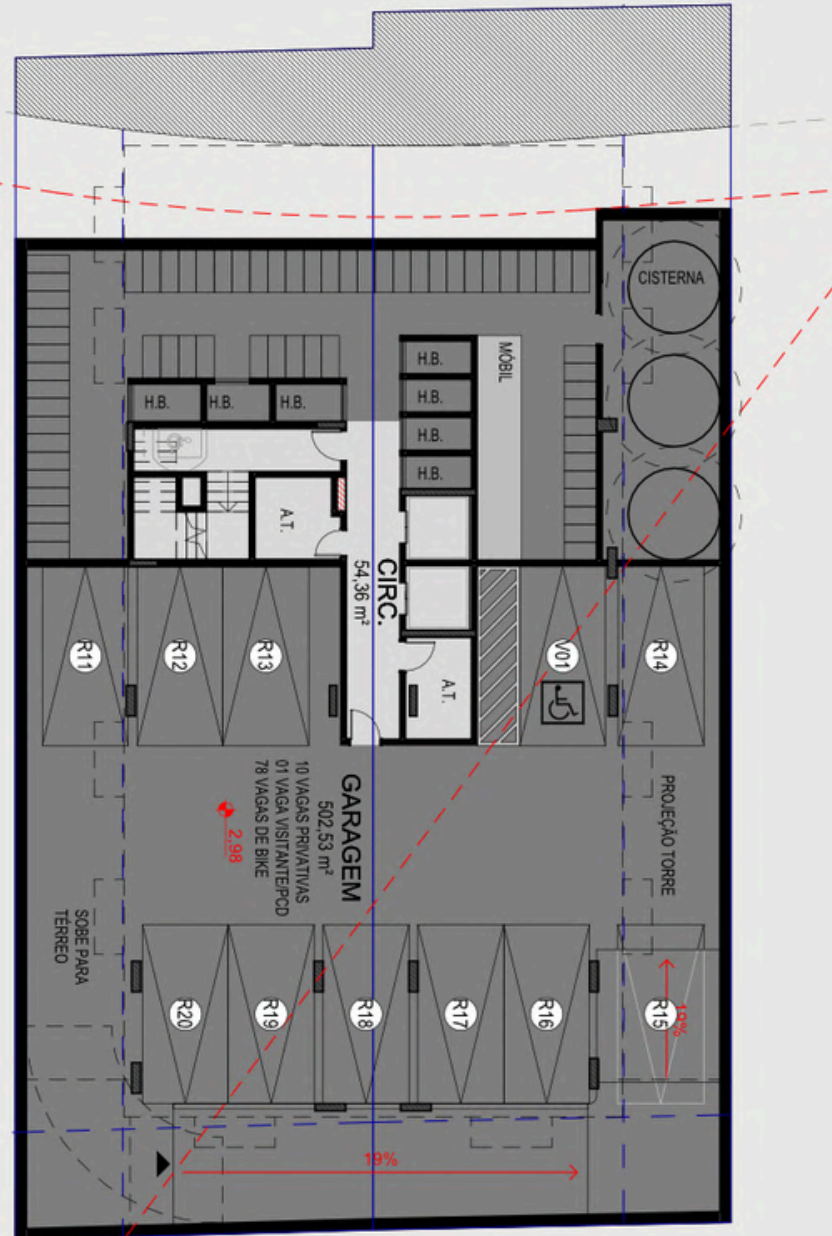 CISTERNA
MÓBIL
H.B.
H.B.
H.B.
H.B.
H.B.
H.B.
H.B.
A.T.
CIRC.
54,36 m²
A.T.
R11
R12
R13
V01
R14
GARAGEM
502,53 m²
10 VAGAS PRIVATIVAS
01 VAGA VISITANTE/PCD
78 VAGAS DE BIKE
2,98
PROJEÇÃO TORRE
SOBE PARA
TÉRREO
R20
R19
R18
R17
R16
R15
19%
19%